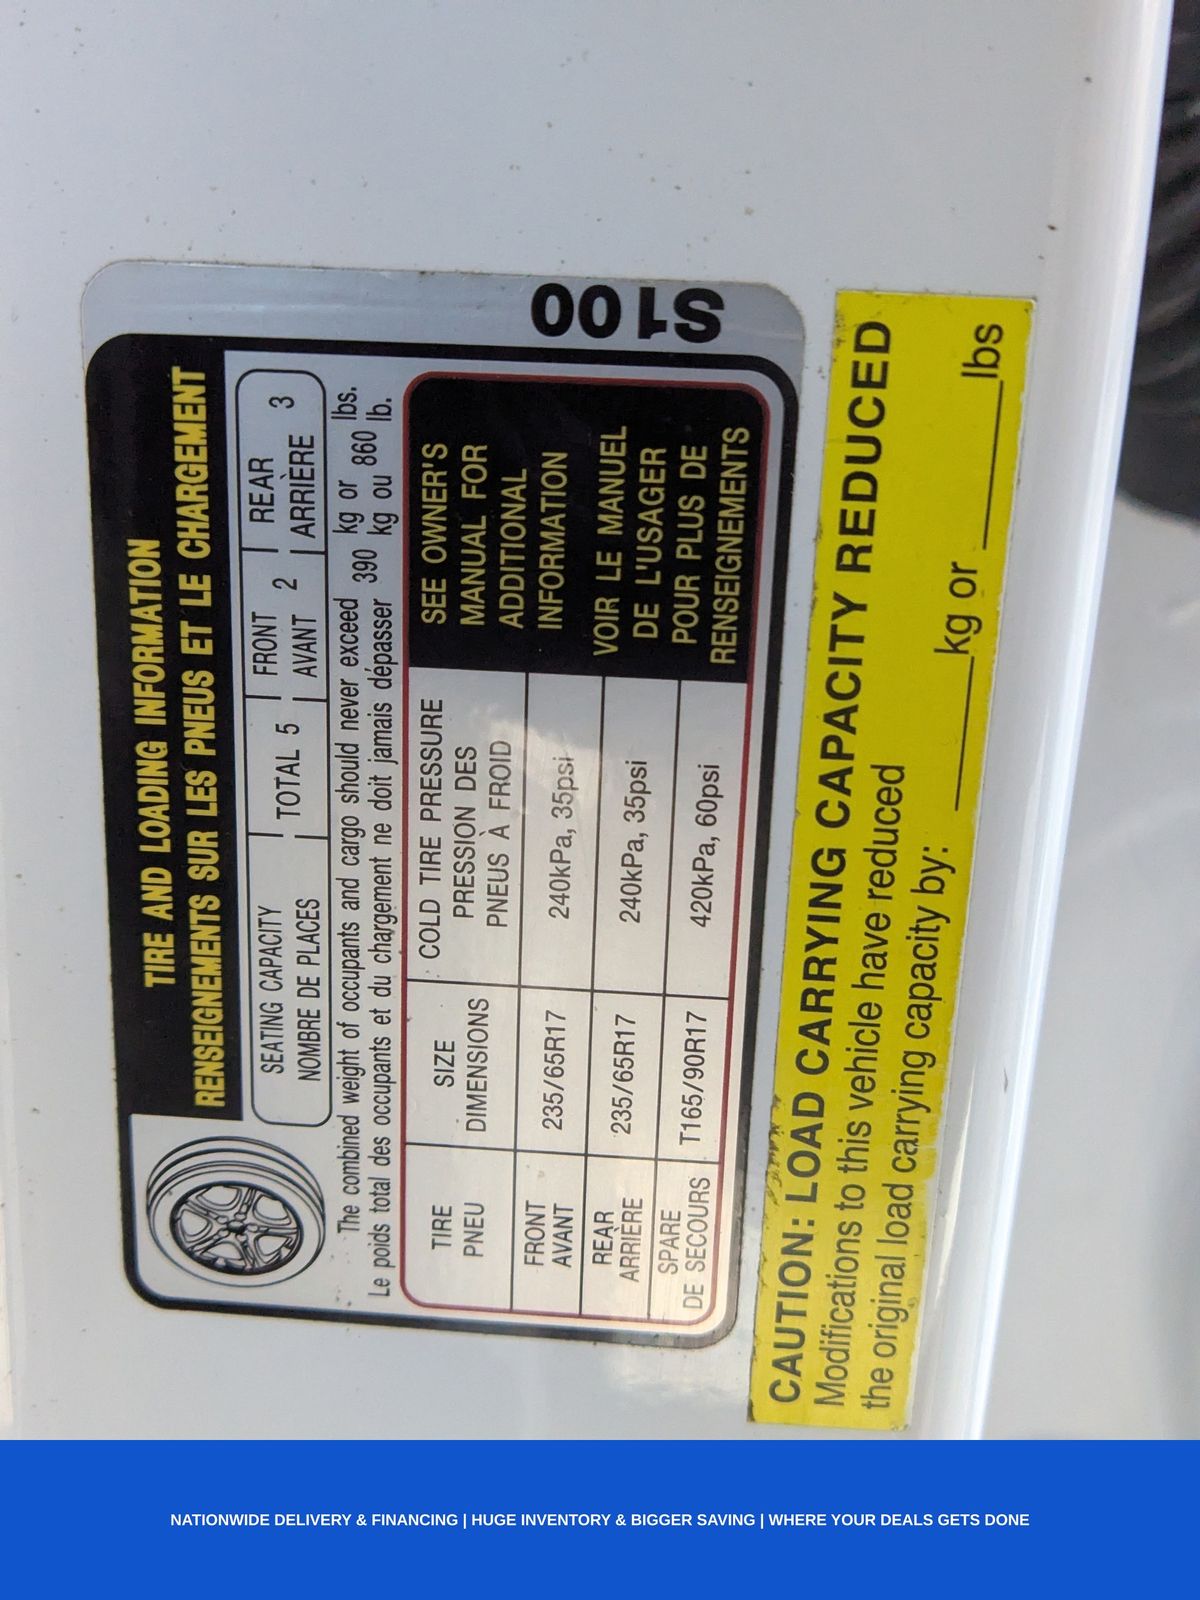 TIRE AND LOADING INFORMATION
RENSEIGNEMENTS SUR LES PNEUS ET LE CHARGEMENT
SEATING CAPACITY | TOTAL 5 | FRONT 2 | REAR 3
NOMBRE DE PLACES | AVANT | ARRIÈRE
The combined weight of occupants and cargo should never exceed 390 kg or 860 lbs.
Le poids total des occupants et du chargement ne doit jamais dépasser kg ou lb.
TIRE SIZE COLD TIRE PRESSURE
PNEU DIMENSIONS PRESSION DES
PNEUS À FROID
FRONT 235/65R17 240kPa, 35psi
AVANT
REAR 235/65R17 240kPa, 35psi
ARRIÈRE
SPARE T165/90R17 420kPa, 60psi
DE SECOURS
SEE OWNER'S
MANUAL FOR
ADDITIONAL
INFORMATION
VOIR LE MANUEL
DE L'USAGER
POUR PLUS DE
RENSEIGNEMENTS
S100
CAUTION: LOAD CARRYING CAPACITY REDUCED
Modifications to this vehicle have reduced
the original load carrying capacity by: ______kg or ______lbs
NATIONWIDE DELIVERY & FINANCING | HUGE INVENTORY & BIGGER SAVING | WHERE YOUR DEALS GETS DONE